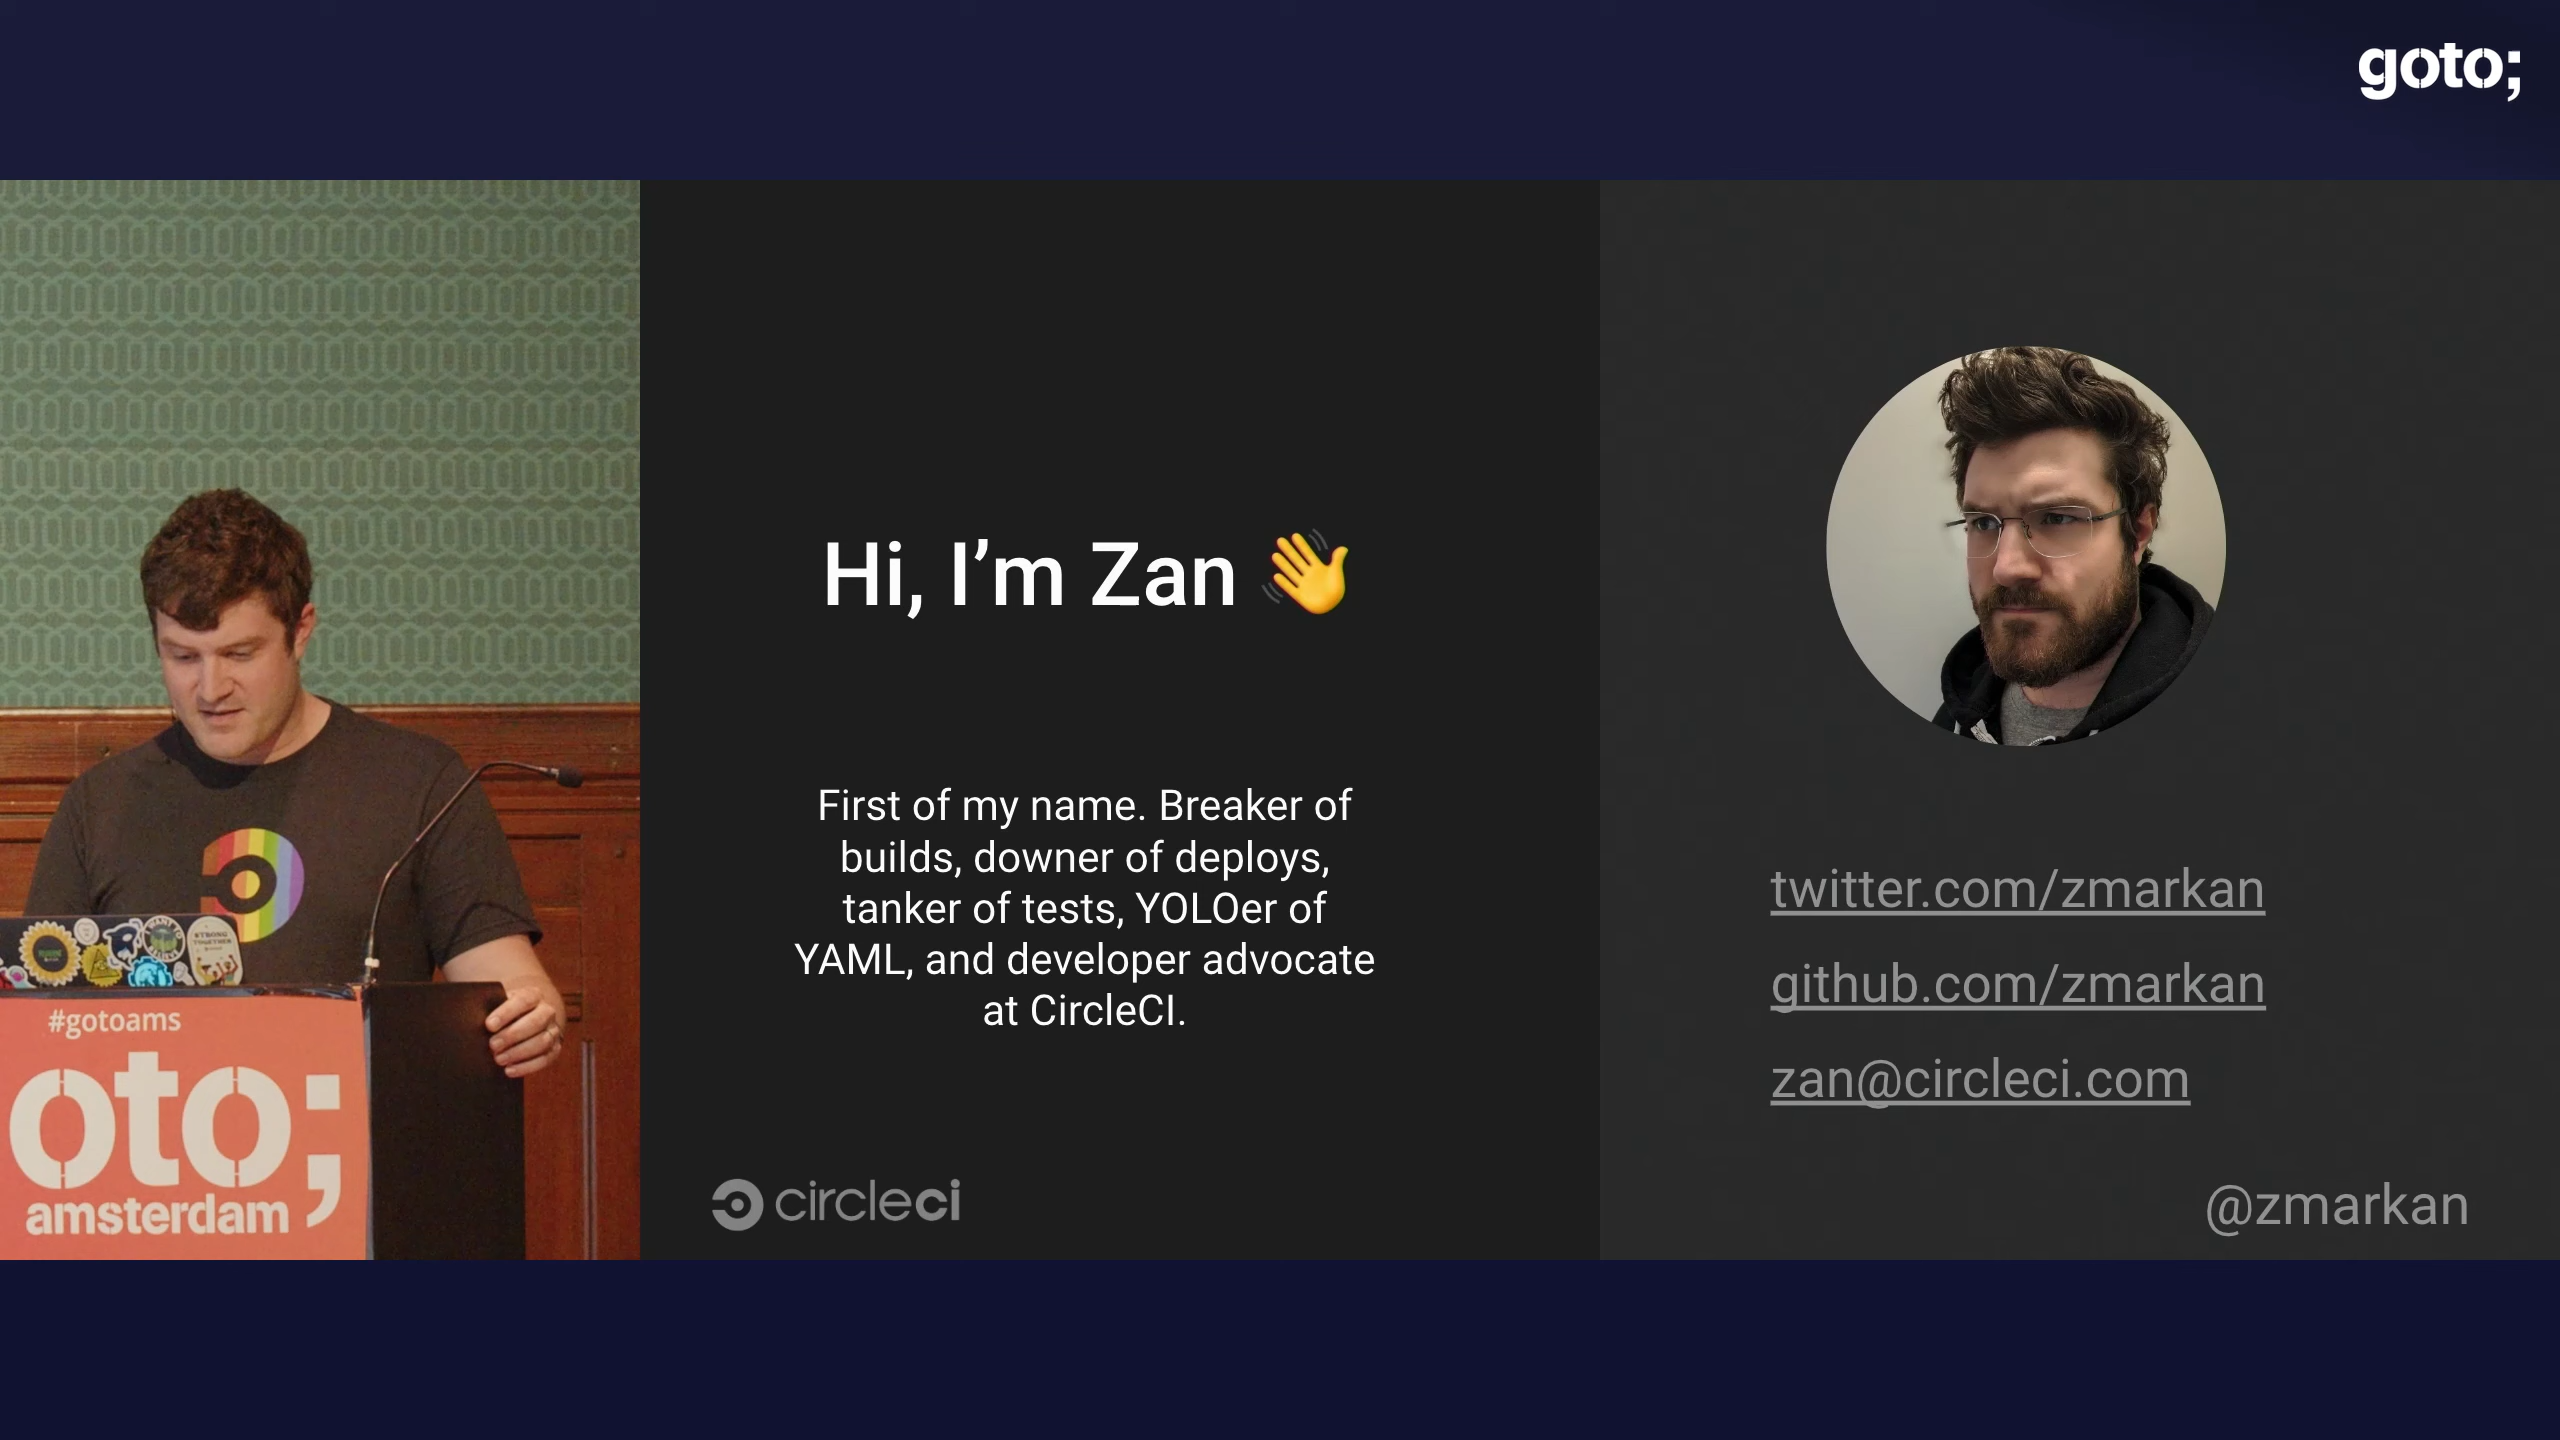 goto;
Hi, I’m Zan 👋
First of my name. Breaker of
builds, downer of deploys,
tanker of tests, YOLOer of
YAML, and developer advocate
at CircleCI.
circleci
twitter.com/zmarkan
github.com/zmarkan
zan@circleci.com
@zmarkan
STRONG
TOGETHER
#gotoams
oto;
amsterdam